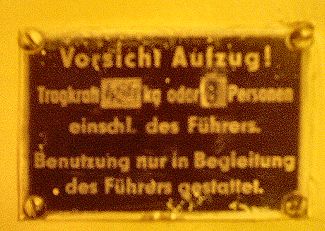 Vorsicht Aufzug!
Tragkraft kg oder Personen
einschl. des Führers.
Benutzung nur in Begleitung
des Führers gestattet.